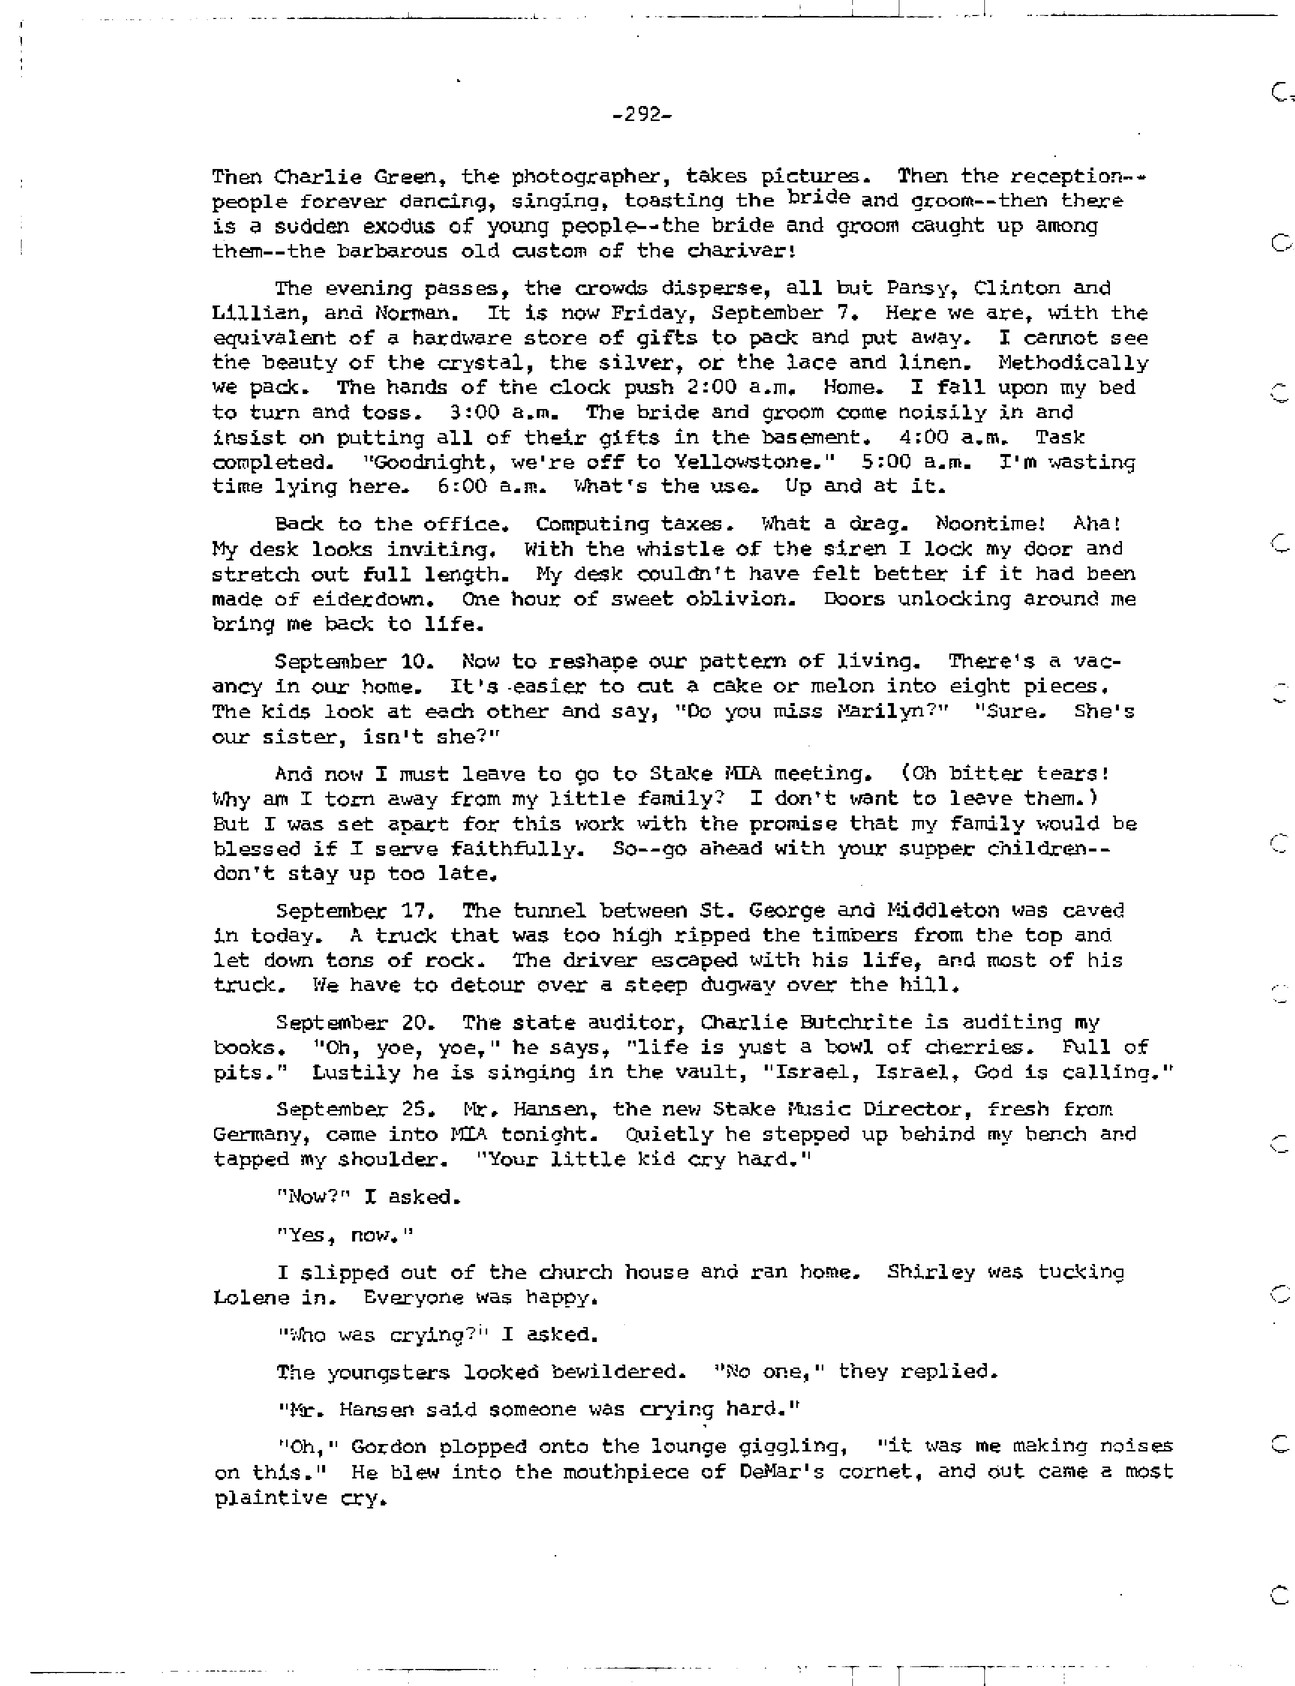 -292-
Then Charlie Green, the photographer, takes pictures. Then the reception--
people forever dancing, singing, toasting the bride and groom--then there
is a sudden exodus of young people--the bride and groom caught up among
them--the barbarous old custom of the charivar!
The evening passes, the crowds disperse, all but Pansy, Clinton and
Lillian, and Norman. It is now Friday, September 7. Here we are, with the
equivalent of a hardware store of gifts to pack and put away. I cannot see
the beauty of the crystal, the silver, or the lace and linen. Methodically
we pack. The hands of the clock push 2:00 a.m. Home. I fall upon my bed
to turn and toss. 3:00 a.m. The bride and groom come noisily in and
insist on putting all of their gifts in the basement. 4:00 a.m. Task
completed. "Goodnight, we're off to Yellowstone." 5:00 a.m. I'm wasting
time lying here. 6:00 a.m. What's the use. Up and at it.
Back to the office. Computing taxes. What a drag. Noontime! Aha!
My desk looks inviting. With the whistle of the siren I lock my door and
stretch out full length. My desk couldn't have felt better if it had been
made of eiderdown. One hour of sweet oblivion. Doors unlocking around me
bring me back to life.
September 10. Now to reshape our pattern of living. There's a vac-
ancy in our home. It's easier to cut a cake or melon into eight pieces.
The kids look at each other and say, "Do you miss Marilyn?" "Sure. She's
our sister, isn't she?"
And now I must leave to go to Stake MIA meeting. (Oh bitter tears!
Why am I torn away from my little family? I don't want to leave them.)
But I was set apart for this work with the promise that my family would be
blessed if I serve faithfully. So--go ahead with your supper children--
don't stay up too late.
September 17. The tunnel between St. George and Middleton was caved
in today. A truck that was too high ripped the timbers from the top and
let down tons of rock. The driver escaped with his life, and most of his
truck. We have to detour over a steep dugway over the hill.
September 20. The state auditor, Charlie Butchrite is auditing my
books. "Oh, yoe, yoe," he says, "life is yust a bowl of cherries. Full of
pits." Lustily he is singing in the vault, "Israel, Israel, God is calling."
September 25. Mr. Hansen, the new Stake Music Director, fresh from
Germany, came into MIA tonight. Quietly he stepped up behind my bench and
tapped my shoulder. "Your little kid cry hard."
"Now?" I asked.
"Yes, now."
I slipped out of the church house and ran home. Shirley was tucking
Lolene in. Everyone was happy.
"Who was crying?" I asked.
The youngsters looked bewildered. "No one," they replied.
"Mr. Hansen said someone was crying hard."
"Oh," Gordon plopped onto the lounge giggling, "it was me making noises
on this." He blew into the mouthpiece of DeMar's cornet, and out came a most
plaintive cry.